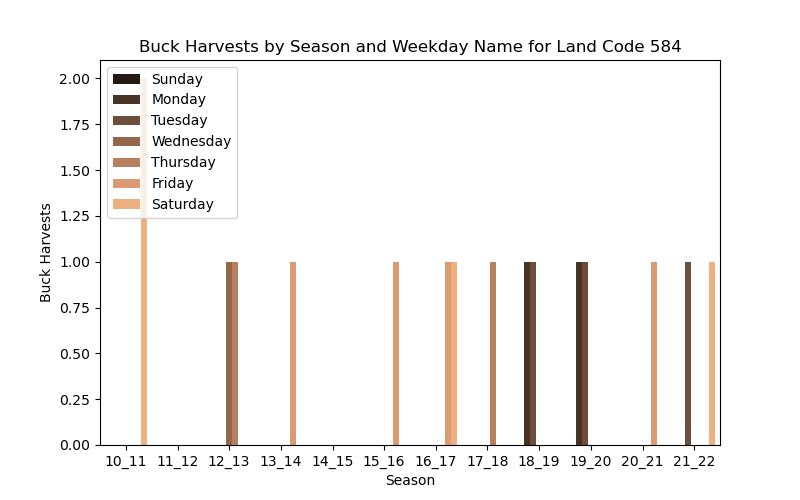 Buck Harvests by Season and Weekday Name for Land Code 584
2.00
1.75
1.50
1.25
1.00
0.75
0.50
0.25
0.00
Buck Harvests
Sunday
Monday
Tuesday
Wednesday
Thursday
Friday
Saturday
10_11 11_12 12_13 13_14 14_15 15_16 16_17 17_18 18_19 19_20 20_21 21_22
Season